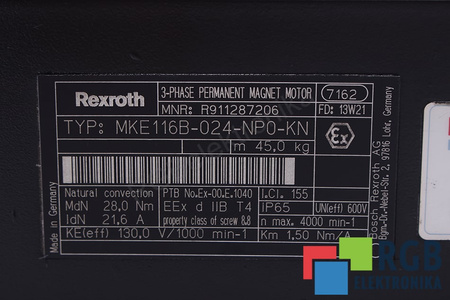 Rexroth
3-PHASE PERMANENT MAGNET MOTOR
7162
MNR: R911287206
FD: 13W21
TYP: MKE116B-024-NP0-KN
m 45,0 kg
Ex
Natural convection
PTB No.Ex-00.E.1040
I.Cl. 155
MdN 28,0 Nm
EEx d IIB T4
IP65
UN(eff) 600V
IdN 21,6 A
property class of screw 8.8
n max. 4000 min-1
KE(eff) 130,0 V/1000 min-1
Km 1,50 Nm/A
Made in Germany
Bosch Rexroth AG
Bgm.-Dr.-Nebel-Str. 2, 97816 Lohr, Germany
RGB
ELEKTRONIKA